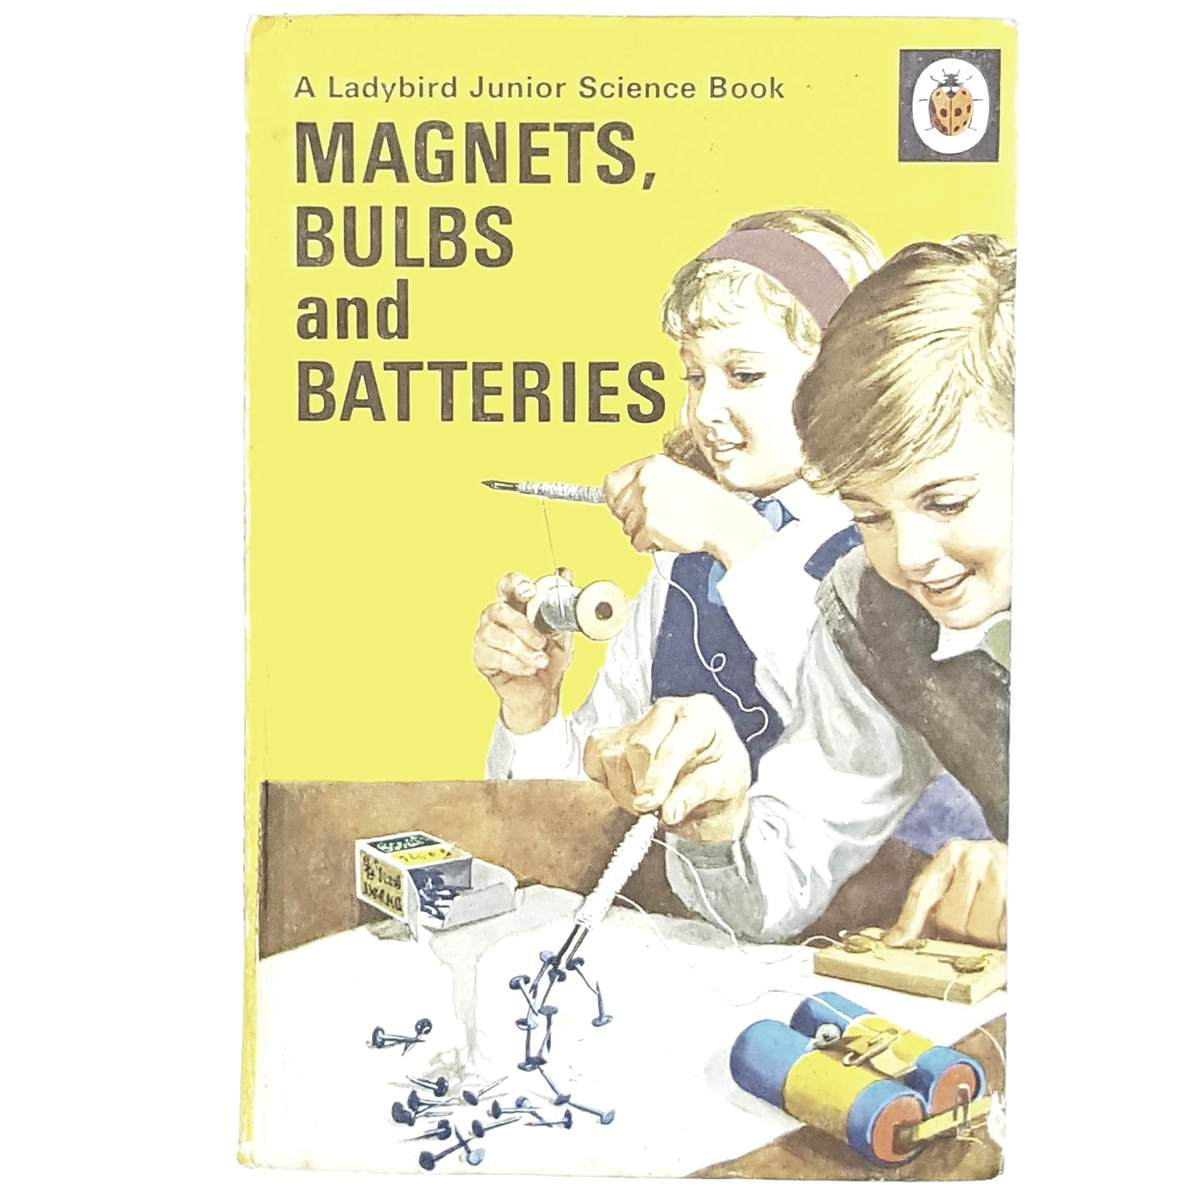 A Ladybird Junior Science Book
MAGNETS,
BULBS
and
BATTERIES